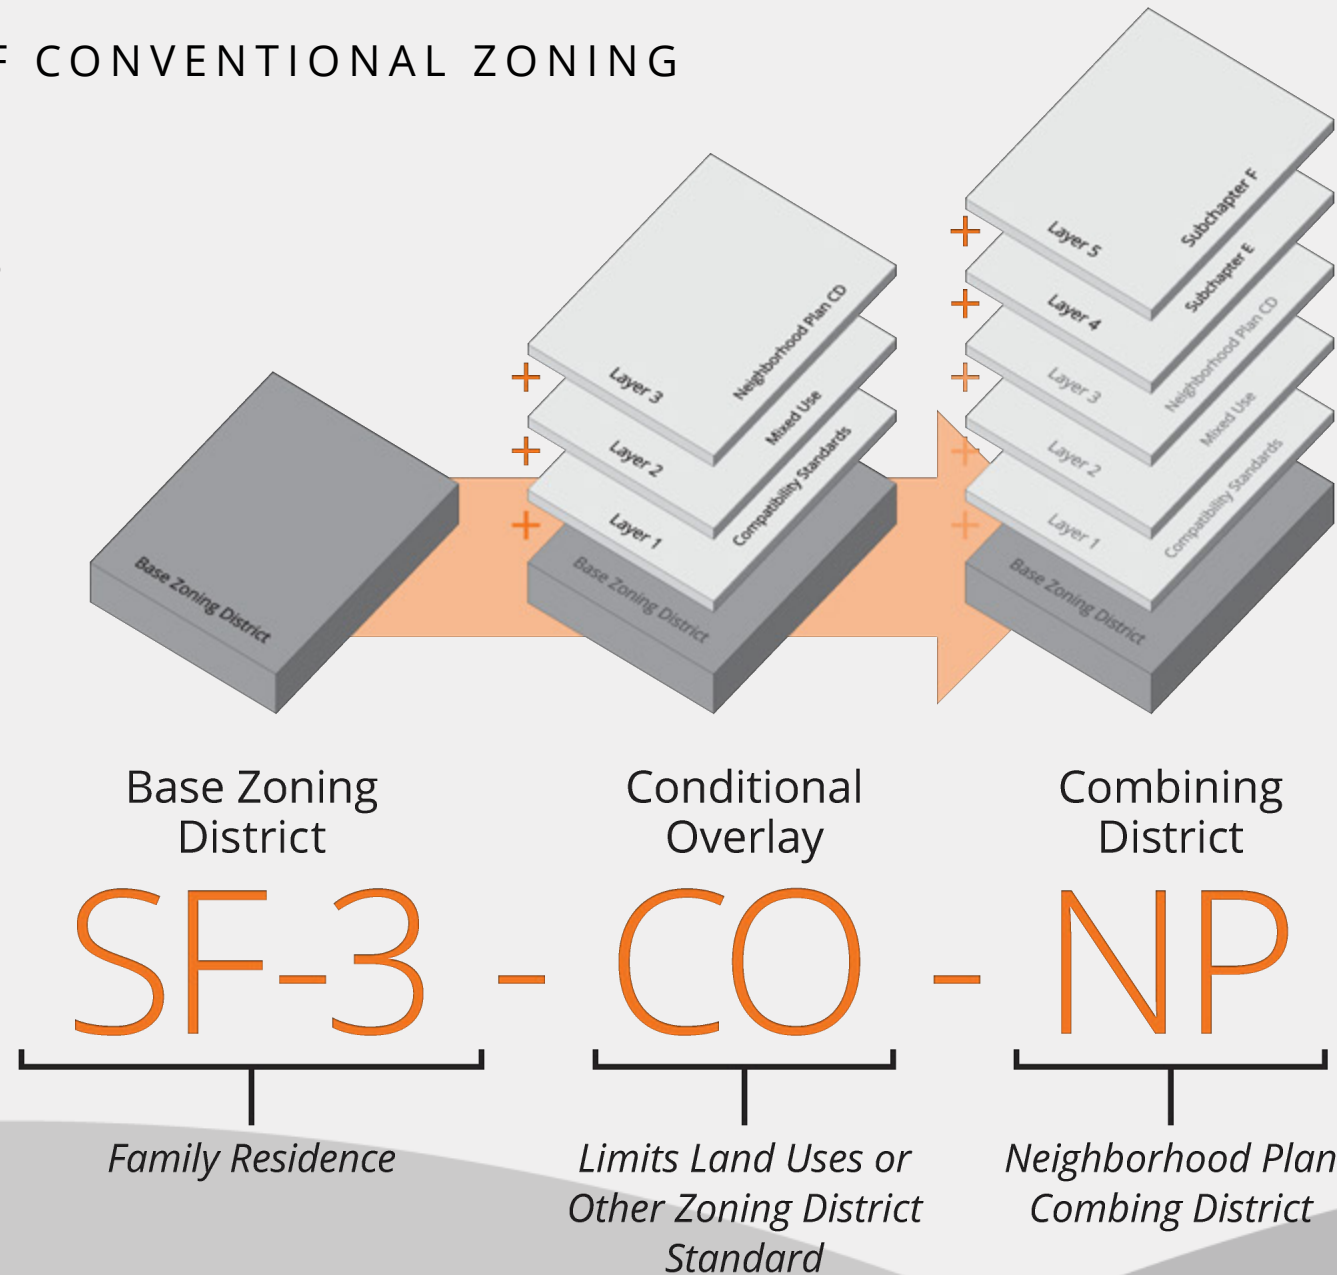 F CONVENTIONAL ZONING
Base Zoning District
Layer 3
Neighborhood Plan CD
Layer 2
Mixed Use
Layer 1
Compatibility Standards
Base Zoning District
Layer 5
Subchapter F
Layer 4
Subchapter E
Layer 3
Neighborhood Plan CD
Layer 2
Mixed Use
Layer 1
Compatibility Standards
Base Zoning District
+
+
+
+
+
+
+
+
Base Zoning
District
Conditional
Overlay
Combining
District
SF-3 - CO - NP
Family Residence
Limits Land Uses or
Other Zoning District
Standard
Neighborhood Plan
Combing District